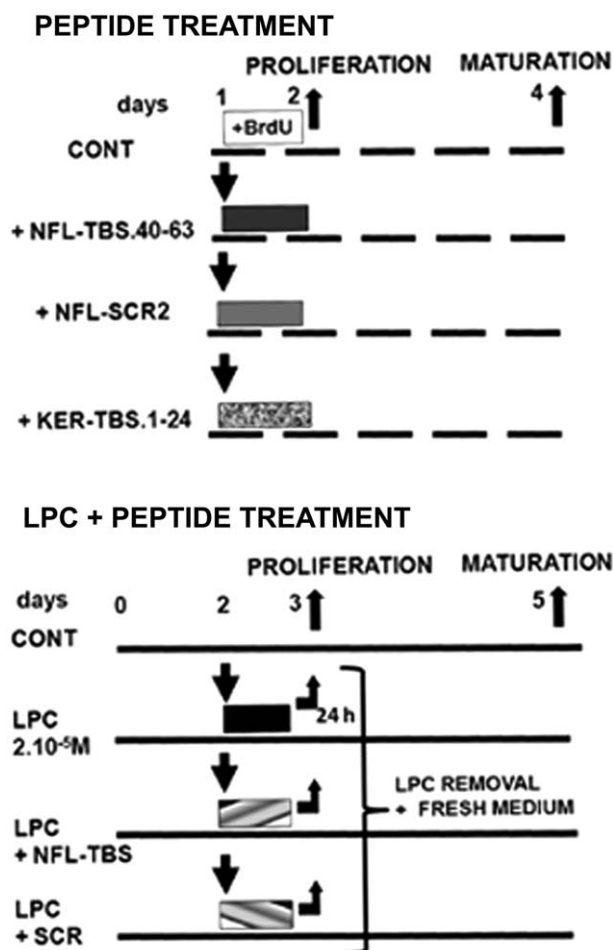 PEPTIDE TREATMENT
PROLIFERATION MATURATION
days 1 2 4
+BrdU
CONT
+ NFL-TBS.40-63
+ NFL-SCR2
+ KER-TBS.1-24
LPC + PEPTIDE TREATMENT
PROLIFERATION MATURATION
days 0 2 3 5
CONT
24 h
LPC
2.10⁻⁵M
LPC REMOVAL
+ FRESH MEDIUM
LPC
+ NFL-TBS
LPC
+ SCR